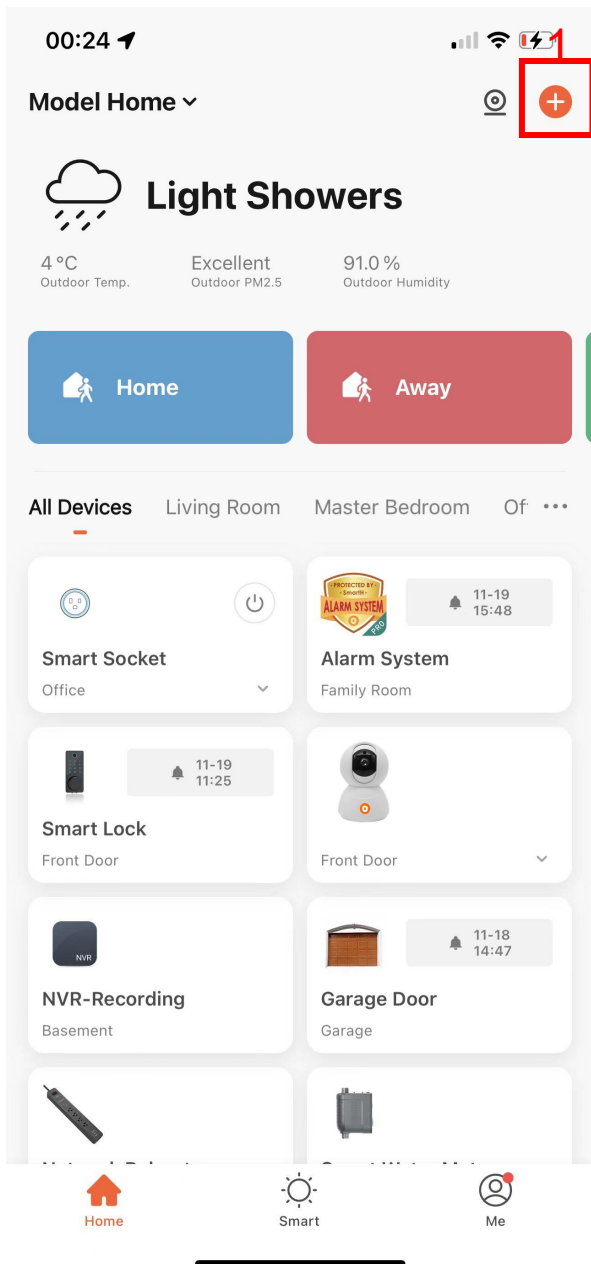 00:24
1
Model Home
Light Showers
4 °C Excellent 91.0 %
Outdoor Temp. Outdoor PM2.5 Outdoor Humidity
Home Away
All Devices Living Room Master Bedroom Of
PROTECTED BY
SmartH
ALARM SYSTEM
PRO
11-19
15:48
Smart Socket Alarm System
Office Family Room
11-19
11:25
Smart Lock
Front Door Front Door
NVR
11-18
14:47
NVR-Recording Garage Door
Basement Garage
Home Smart Me